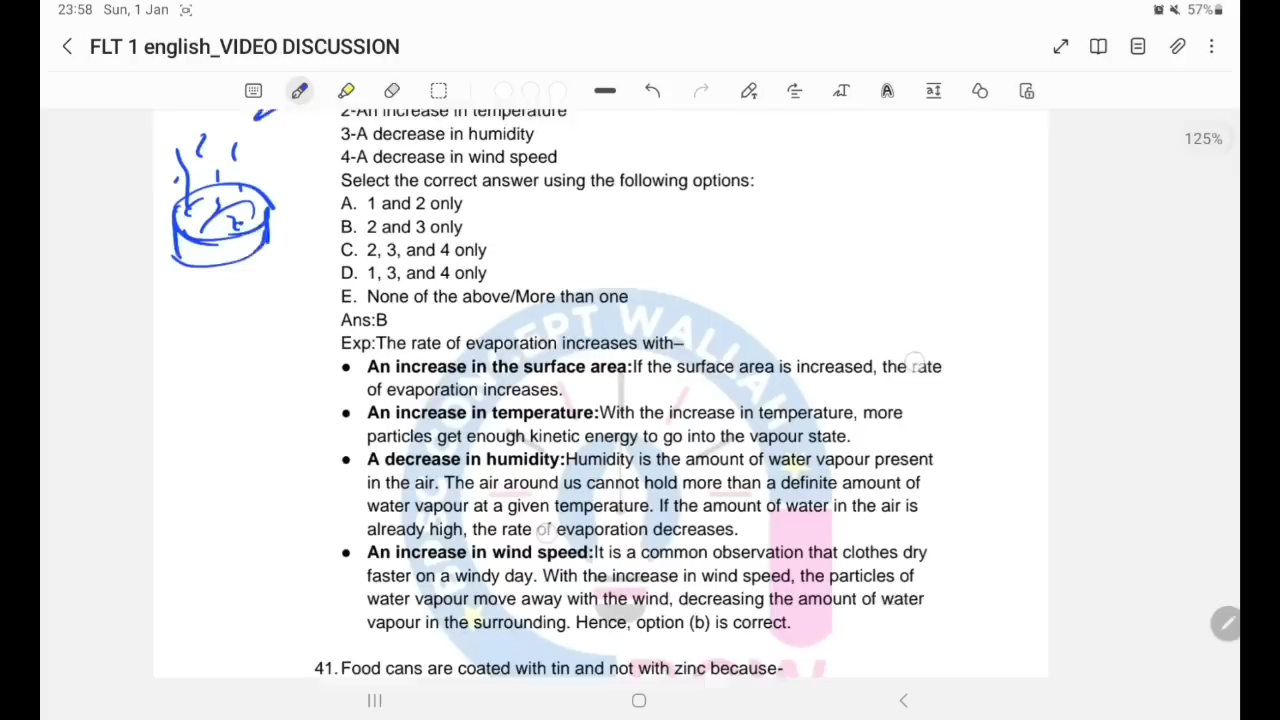 23:58 Sun, 1 Jan
57%
FLT 1 english_VIDEO DISCUSSION
125%
2-An increase in temperature
3-A decrease in humidity
4-A decrease in wind speed
Select the correct answer using the following options:
A. 1 and 2 only
B. 2 and 3 only
C. 2, 3, and 4 only
D. 1, 3, and 4 only
E. None of the above/More than one
Ans:B
Exp:The rate of evaporation increases with–
● An increase in the surface area:If the surface area is increased, the rate
of evaporation increases.
● An increase in temperature:With the increase in temperature, more
particles get enough kinetic energy to go into the vapour state.
● A decrease in humidity:Humidity is the amount of water vapour present
in the air. The air around us cannot hold more than a definite amount of
water vapour at a given temperature. If the amount of water in the air is
already high, the rate of evaporation decreases.
● An increase in wind speed:It is a common observation that clothes dry
faster on a windy day. With the increase in wind speed, the particles of
water vapour move away with the wind, decreasing the amount of water
vapour in the surrounding. Hence, option (b) is correct.
41. Food cans are coated with tin and not with zinc because-